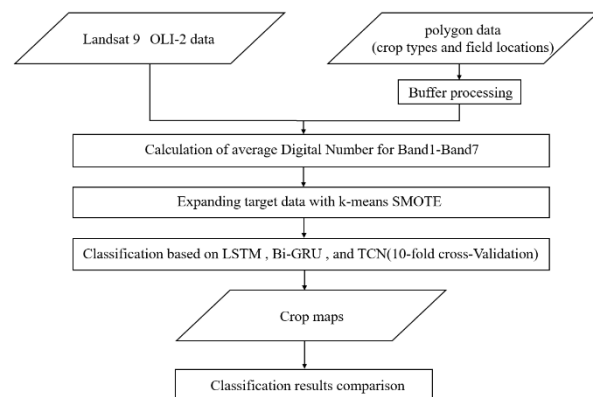 Landsat 9 OLI-2 data
polygon data
(crop types and field locations)
Buffer processing
Calculation of average Digital Number for Band1-Band7
Expanding target data with k-means SMOTE
Classification based on LSTM , Bi-GRU , and TCN(10-fold cross-Validation)
Crop maps
Classification results comparison